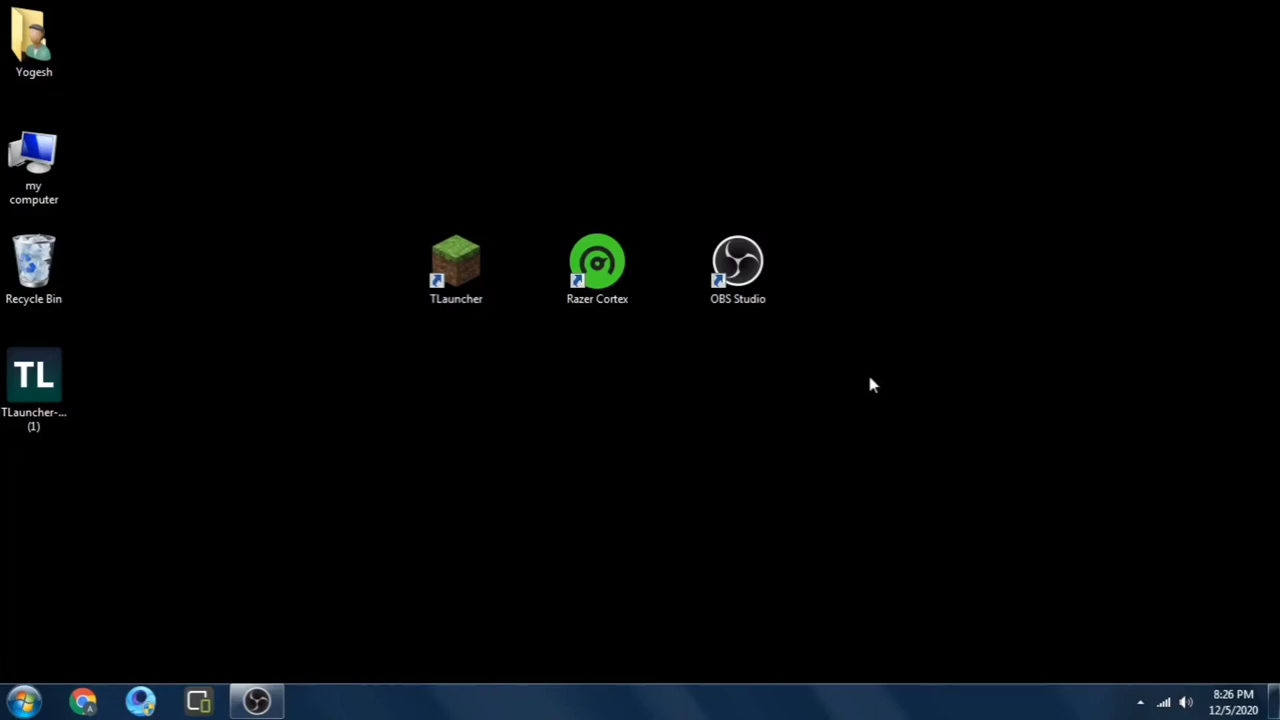 Yogesh
my
computer
Recycle Bin
TL
TLauncher-...
(1)
TLauncher
Razer Cortex
OBS Studio
8:26 PM
12/5/2020